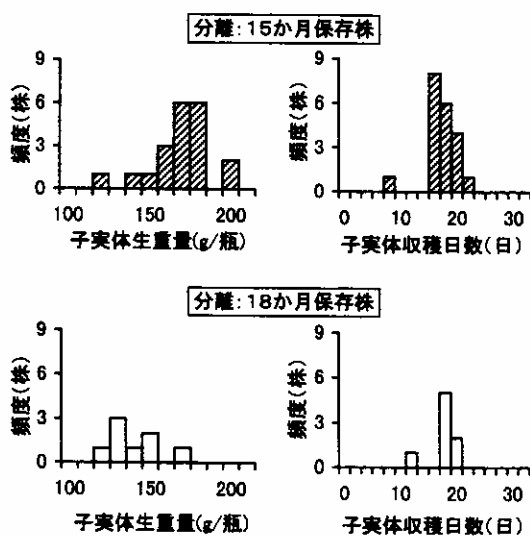 分離:15か月保存株
頻度(株)
9
6
3
0
100 150 200
子実体生重量(g/瓶)
頻度(株)
9
6
3
0
0 10 20 30
子実体収穫日数(日)
分離:18か月保存株
頻度(株)
9
6
3
0
100 150 200
子実体生重量(g/瓶)
頻度(株)
9
6
3
0
0 10 20 30
子実体収穫日数(日)